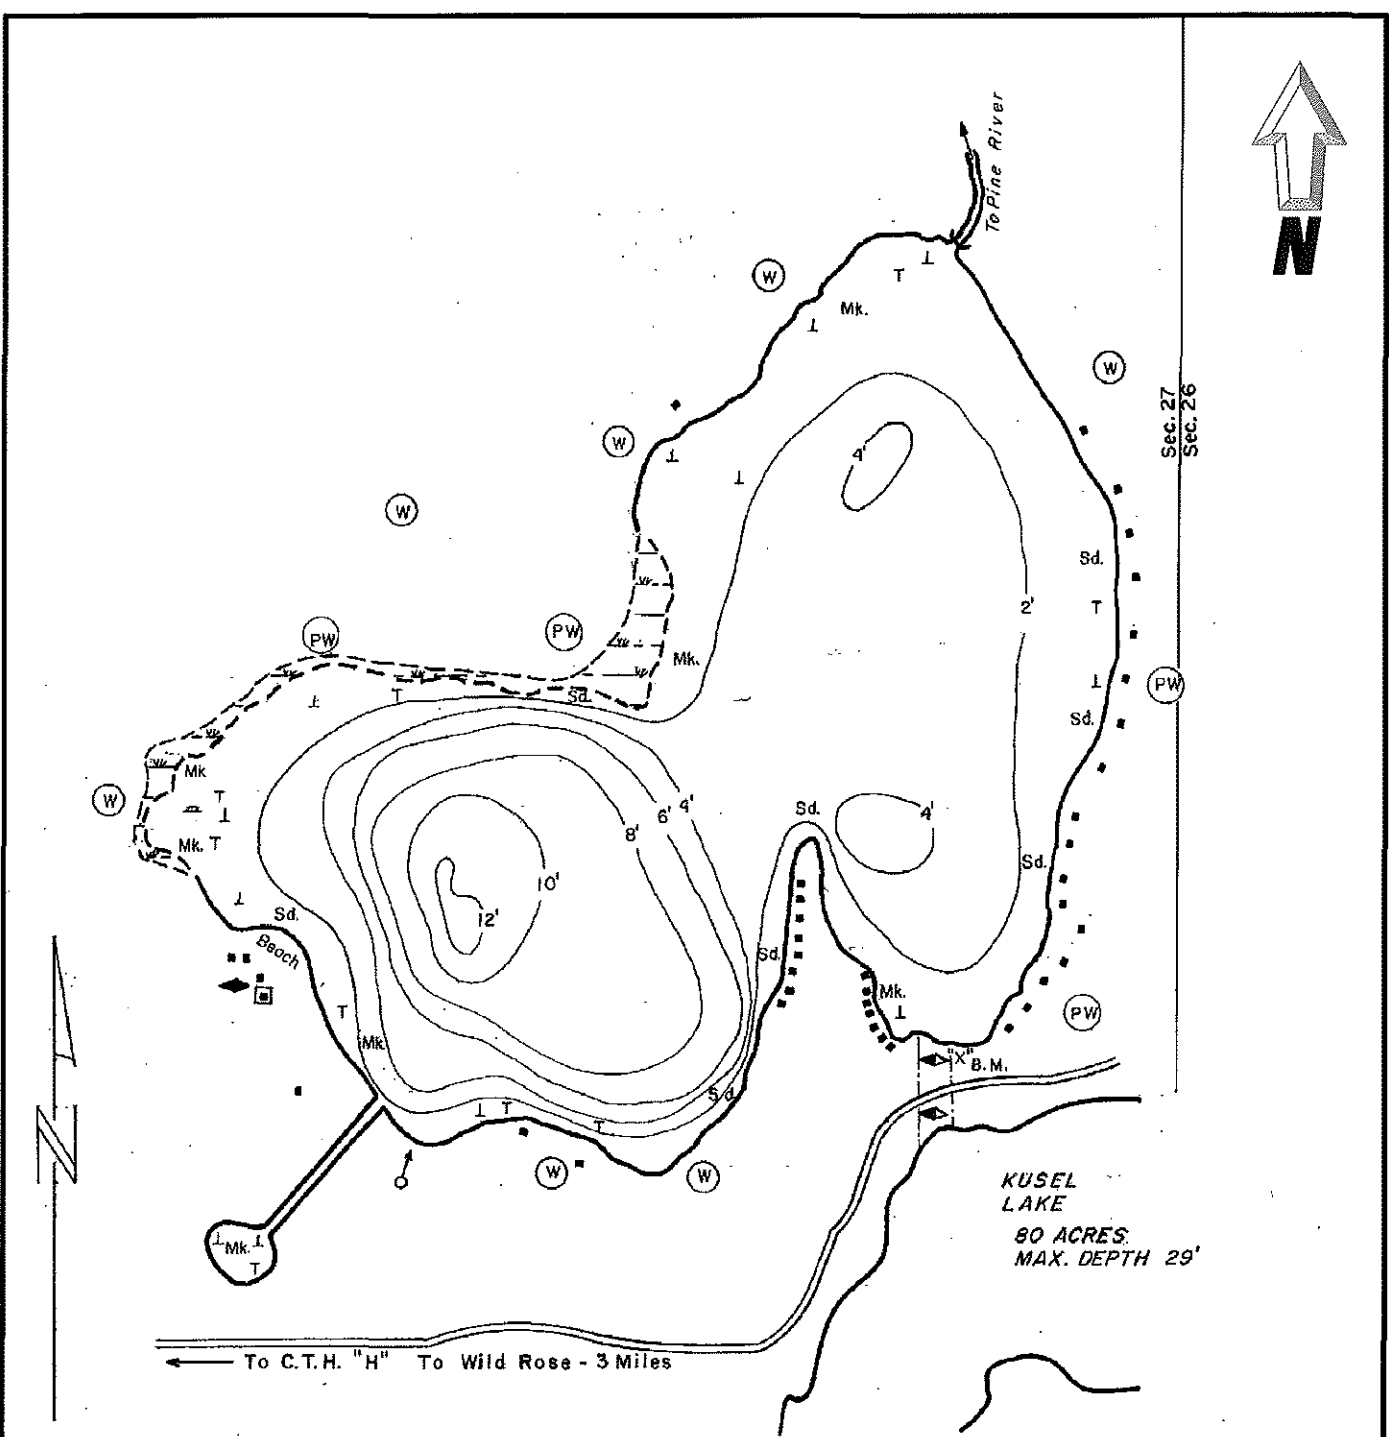 To Pine River
N
W
T
⊥
Mk.
⊥
W
Sec. 27
Sec. 26
W
4'
⊥
⊥
W
Sd.
2'
T
PW
PW
Mk.
⊥
PW
T
Sd.
⊥
Sd.
Mk
W
T
⊥
Sd.
4'
4'
6'
8'
Mk. T
Sd.
10'
⊥
Sd.
12'
Beach
Sd.
Mk.
⊥
PW
T
Mk.
"X" B.M.
Sd.
⊥ T
T
N
W
W
KUSEL
LAKE
80 ACRES
MAX. DEPTH 29'
⊥ Mk. ⊥
T
To C.T.H. "H" To Wild Rose - 3 Miles